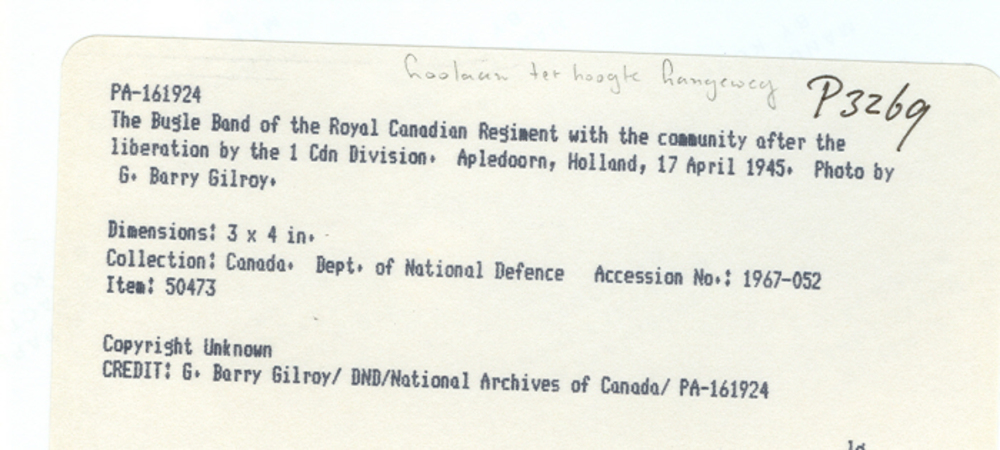 Looolaan ter hoogte Hangeweg P3269
PA-161924
The Bugle Band of the Royal Canadian Regiment with the community after the
liberation by the 1 Cdn Division. Apledoorn, Holland, 17 April 1945. Photo by
G. Barry Gilroy.
Dimensions: 3 x 4 in.
Collection: Canada. Dept. of National Defence Accession No.: 1967-052
Item: 50473
Copyright Unknown
CREDIT: G. Barry Gilroy/ DND/National Archives of Canada/ PA-161924